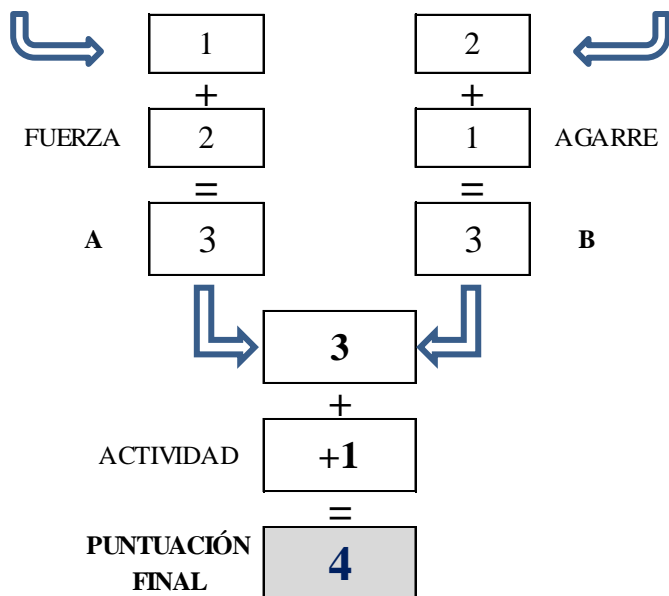 1 2
+ +
FUERZA 2 1 AGARRE
= =
A 3 3 B
3
+
ACTIVIDAD +1
=
PUNTUACIÓN
FINAL
4